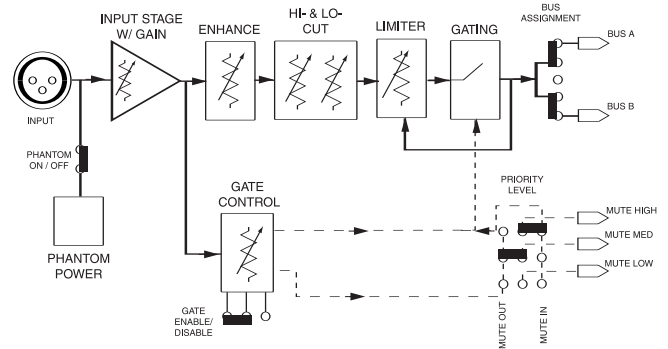 INPUT STAGE
W/ GAIN
ENHANCE
HI- & LO-
CUT
LIMITER
GATING
BUS
ASSIGNMENT
BUS A
BUS B
INPUT
PHANTOM
ON / OFF
PHANTOM
POWER
GATE
CONTROL
GATE
ENABLE/
DISABLE
PRIORITY
LEVEL
MUTE HIGH
MUTE MED
MUTE LOW
MUTE OUT
MUTE IN